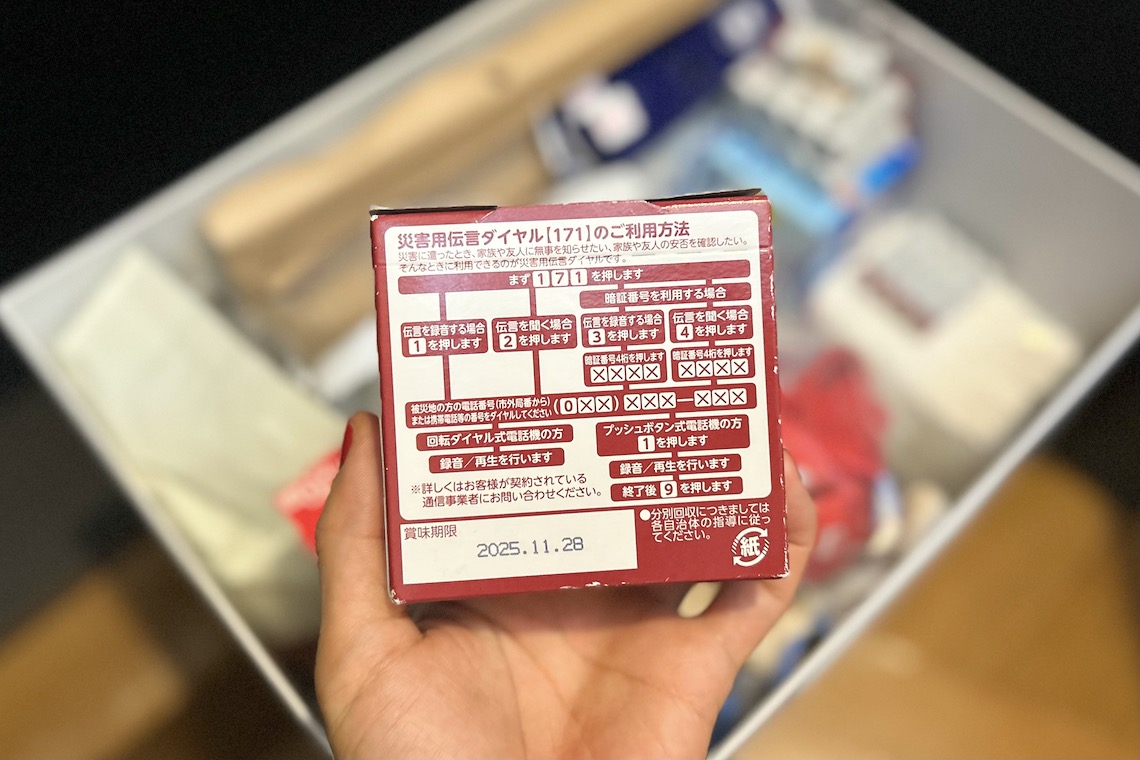 災害用伝言ダイヤル【171】のご利用方法
災害に遭ったとき、家族や友人に無事を知らせたい、家族や友人の安否を確認したい。
そんなときに利用できるのが災害用伝言ダイヤルです。
まず171を押します
暗証番号を利用する場合
伝言を録音する場合
1を押します
伝言を聞く場合
2を押します
伝言を録音する場合
3を押します
伝言を聞く場合
4を押します
暗証番号4桁を押します
××××
暗証番号4桁を押します
××××
被災地の方の電話番号(市外局番から)
または携帯電話等の番号をダイヤルしてください
(0××)×××-×××
回転ダイヤル式電話機の方
録音/再生を行います
プッシュボタン式電話機の方
1を押します
録音/再生を行います
終了後9を押します
※詳しくはお客様が契約されている
通信事業者にお問い合わせください。
賞味期限
2025.11.28
●分別回収につきましては
各自治体の指導に従っ
てください。
紙